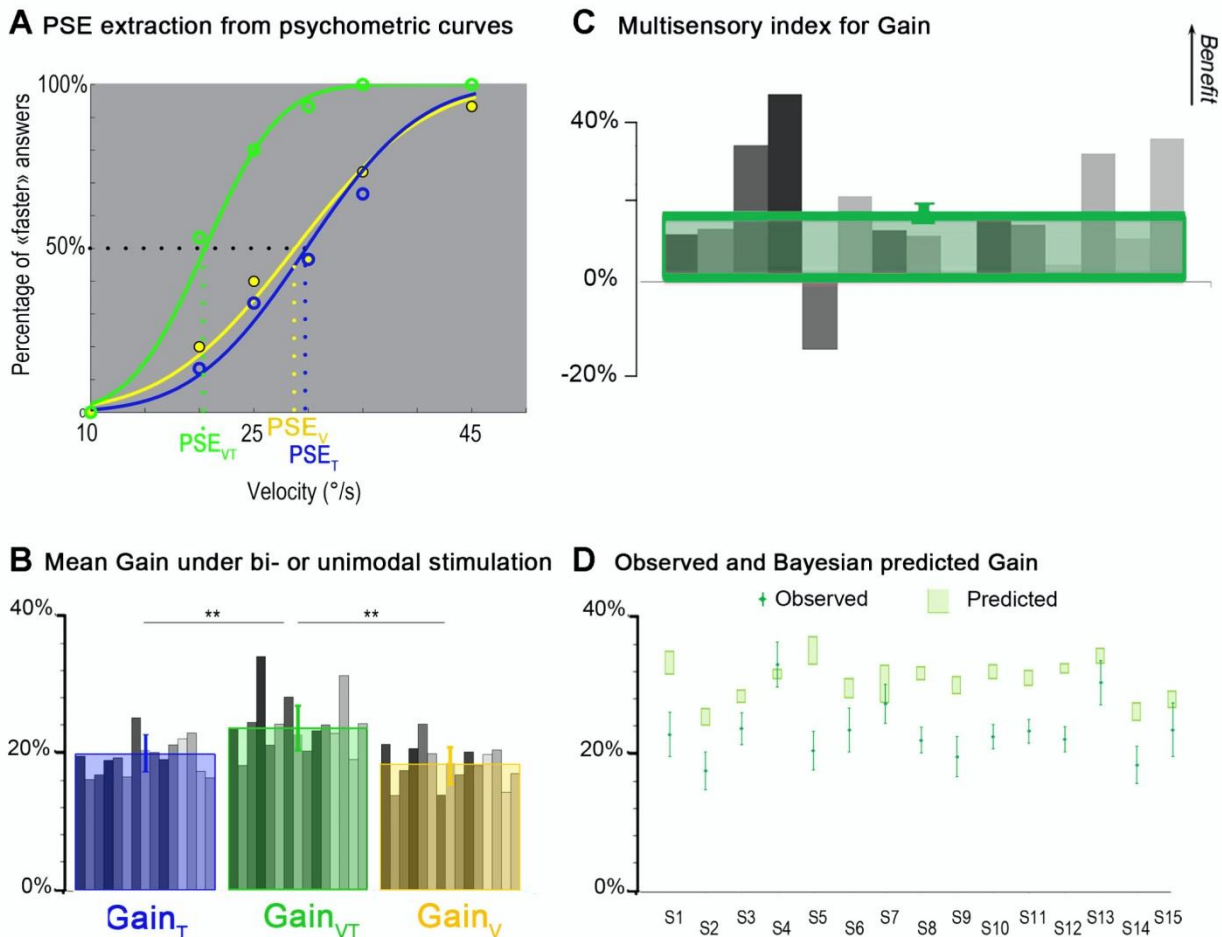 A PSE extraction from psychometric curves
100%
50%
0
Percentage of «faster» answers
10
25
45
PSE_VT
PSE_V
PSE_T
Velocity (°/s)
C Multisensory index for Gain
Benefit
40%
0%
-20%
B Mean Gain under bi- or unimodal stimulation
40%
20%
0%
**
**
Gain_T
Gain_VT
Gain_V
D Observed and Bayesian predicted Gain
Observed
Predicted
40%
20%
0%
S1 S2 S3 S4 S5 S6 S7 S8 S9 S10 S11 S12 S13 S14 S15